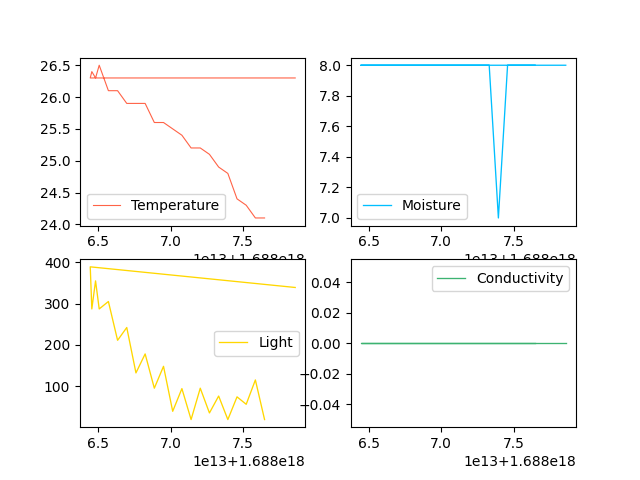 26.5
26.0
25.5
25.0
24.5
24.0
6.5 7.0 7.5
1e13+1.688e18
Temperature
8.0
7.8
7.6
7.4
7.2
7.0
6.5 7.0 7.5
1e13+1.688e18
Moisture
400
300
200
100
6.5 7.0 7.5
1e13+1.688e18
Light
0.04
0.02
0.00
−0.02
−0.04
6.5 7.0 7.5
1e13+1.688e18
Conductivity